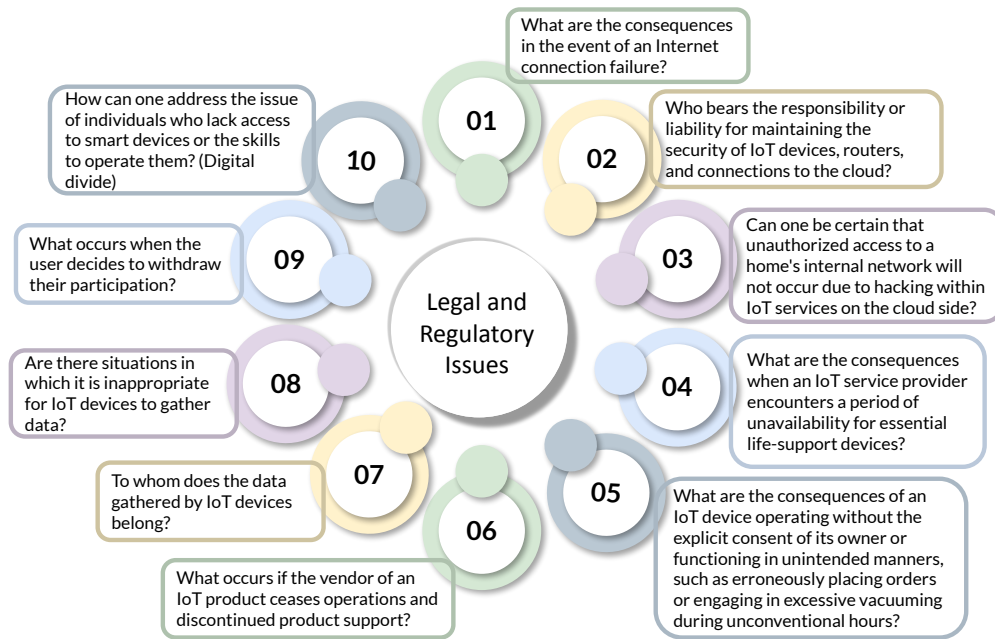 Legal and
Regulatory
Issues
01
What are the consequences
in the event of an Internet
connection failure?
02
Who bears the responsibility or
liability for maintaining the
security of IoT devices, routers,
and connections to the cloud?
03
Can one be certain that
unauthorized access to a
home's internal network will
not occur due to hacking within
IoT services on the cloud side?
04
What are the consequences
when an IoT service provider
encounters a period of
unavailability for essential
life-support devices?
05
What are the consequences of an
IoT device operating without the
explicit consent of its owner or
functioning in unintended manners,
such as erroneously placing orders
or engaging in excessive vacuuming
during unconventional hours?
06
What occurs if the vendor of an
IoT product ceases operations and
discontinued product support?
07
To whom does the data
gathered by IoT devices
belong?
08
Are there situations in
which it is inappropriate
for IoT devices to gather
data?
09
What occurs when the
user decides to withdraw
their participation?
10
How can one address the issue
of individuals who lack access
to smart devices or the skills
to operate them? (Digital
divide)